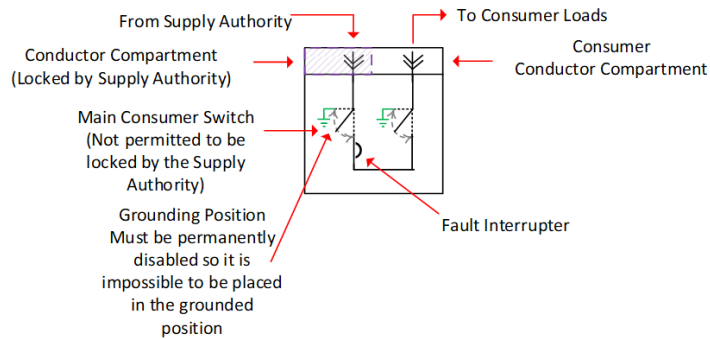 From Supply Authority
To Consumer Loads
Conductor Compartment
(Locked by Supply Authority)
Consumer
Conductor Compartment
Main Consumer Switch
(Not permitted to be
locked by the Supply
Authority)
Grounding Position
Must be permanently
disabled so it is
impossible to be placed
in the grounded
position
Fault Interrupter